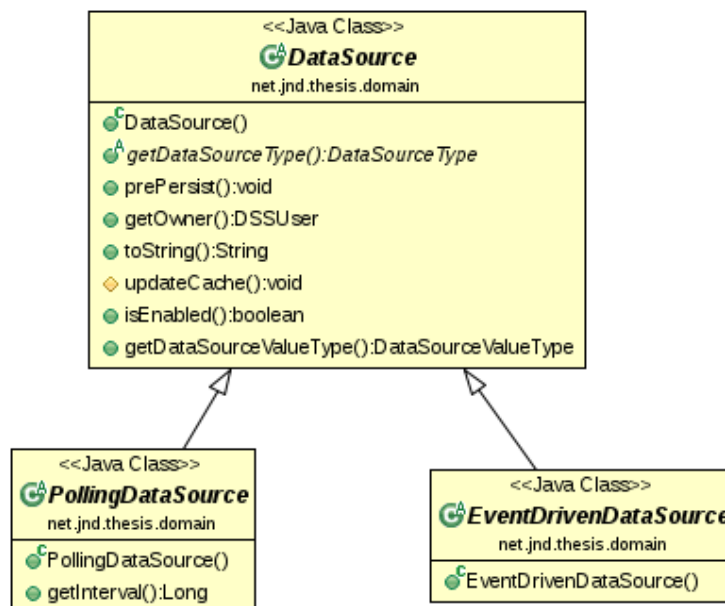 <<Java Class>>
DataSource
net.jnd.thesis.domain
DataSource()
getDataSourceType():DataSourceType
prePersist():void
getOwner():DSSUser
toString():String
updateCache():void
isEnabled():boolean
getDataSourceValueType():DataSourceValueType
<<Java Class>>
PollingDataSource
net.jnd.thesis.domain
PollingDataSource()
getInterval():Long
<<Java Class>>
EventDrivenDataSource
net.jnd.thesis.domain
EventDrivenDataSource()